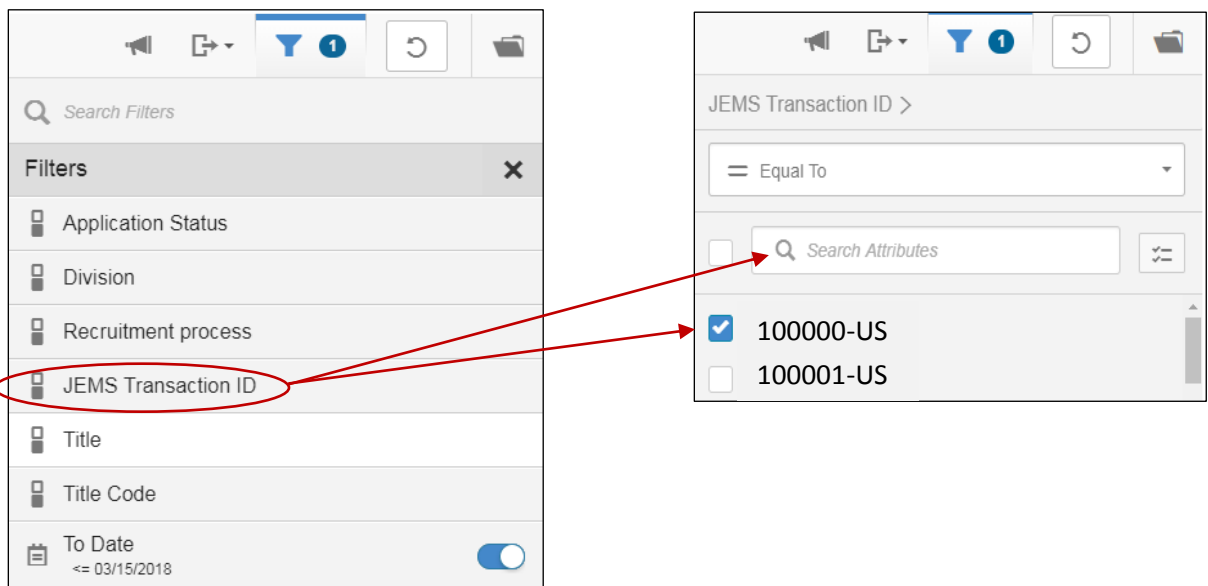 1
Search Filters
Filters
Application Status
Division
Recruitment process
JEMS Transaction ID
Title
Title Code
To Date
<= 03/15/2018
1
JEMS Transaction ID >
= Equal To
Search Attributes
100000-US
100001-US